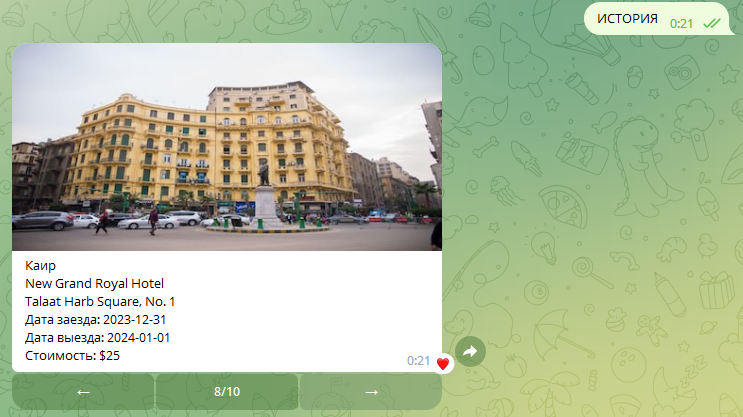 ИСТОРИЯ 0:21
Каир
New Grand Royal Hotel
Talaat Harb Square, No. 1
Дата заезда: 2023-12-31
Дата выезда: 2024-01-01
Стоимость: $25
0:21
← 8/10 →